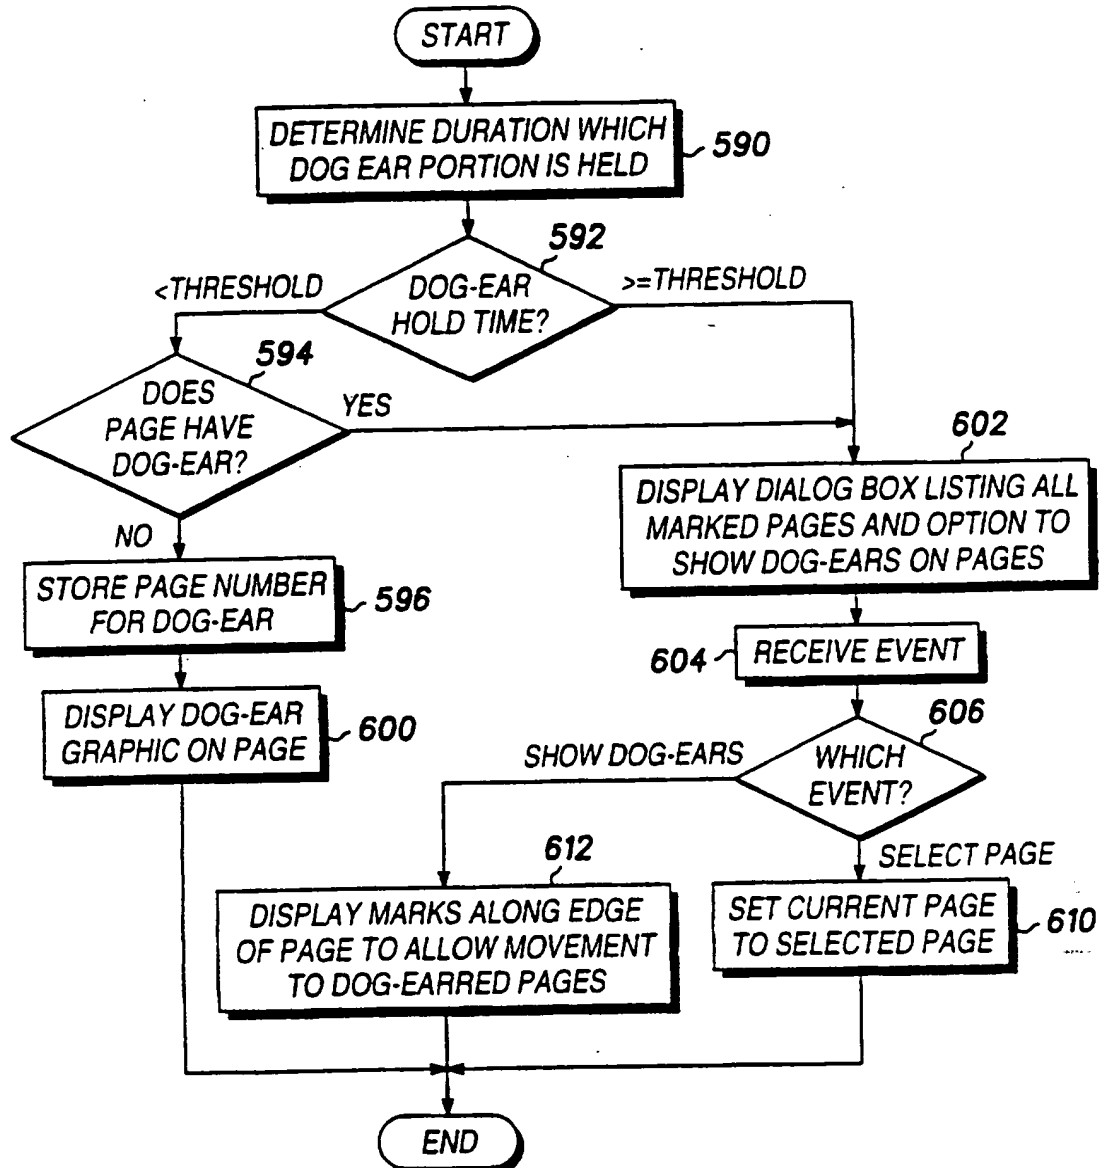 START
DETERMINE DURATION WHICH
DOG EAR PORTION IS HELD
590
592
<THRESHOLD
DOG-EAR
HOLD TIME?
>=THRESHOLD
594
DOES
PAGE HAVE
DOG-EAR?
YES
NO
602
DISPLAY DIALOG BOX LISTING ALL
MARKED PAGES AND OPTION TO
SHOW DOG-EARS ON PAGES
STORE PAGE NUMBER
FOR DOG-EAR
596
604
RECEIVE EVENT
DISPLAY DOG-EAR
GRAPHIC ON PAGE
600
606
SHOW DOG-EARS
WHICH
EVENT?
SELECT PAGE
612
DISPLAY MARKS ALONG EDGE
OF PAGE TO ALLOW MOVEMENT
TO DOG-EARRED PAGES
SET CURRENT PAGE
TO SELECTED PAGE
610
END